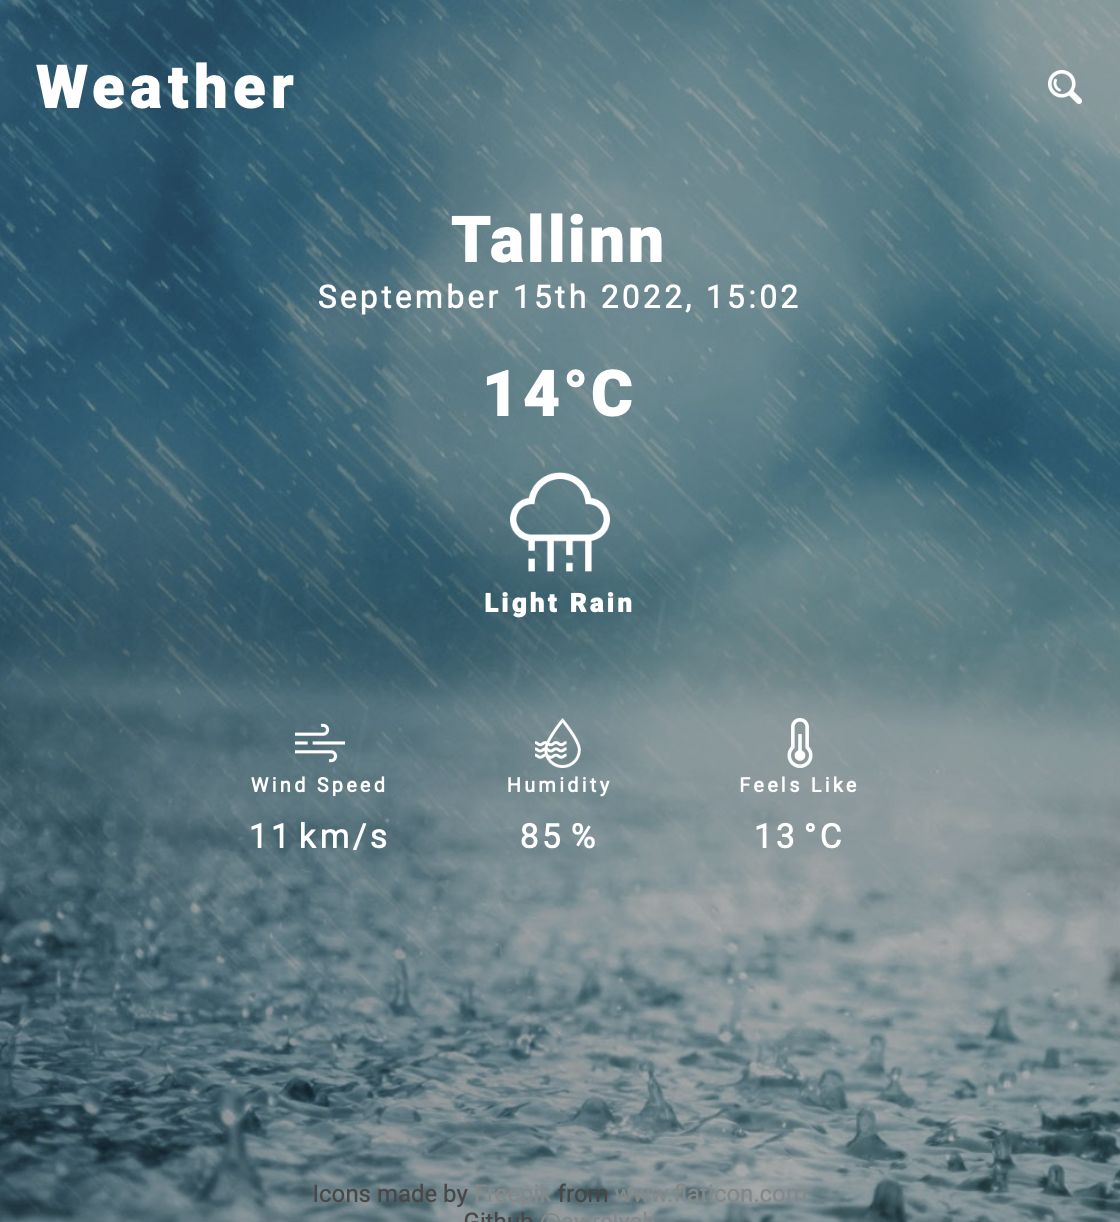 Weather
Tallinn
September 15th 2022, 15:02
14°C
Light Rain
Wind Speed
Humidity
Feels Like
11 km/s
85 %
13 °C
Icons made by Freepik from www.flaticon.com
Github